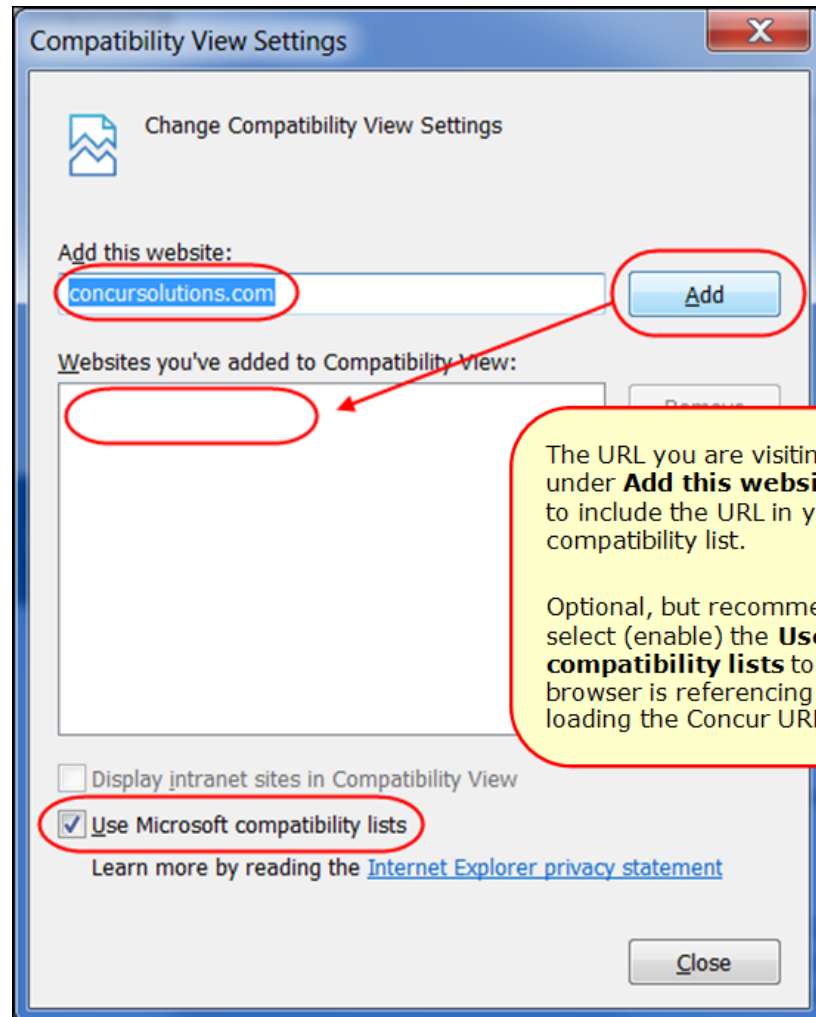 Compatibility View Settings
X
Change Compatibility View Settings
Add this website:
concursolutions.com
Add
Websites you've added to Compatibility View:
Remove
The URL you are visitin
under Add this websi
to include the URL in y
compatibility list.
Optional, but recomme
select (enable) the Use
compatibility lists to
browser is referencing
loading the Concur UR
Display intranet sites in Compatibility View
Use Microsoft compatibility lists
Learn more by reading the Internet Explorer privacy statement
Close